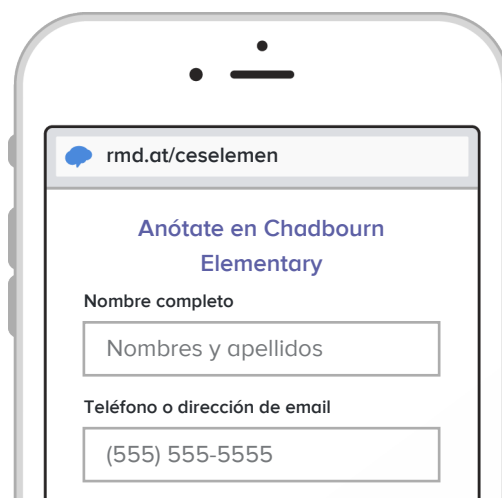 rmd.at/ceselemen
Anótate en Chadbourn
Elementary
Nombre completo
Nombres y apellidos
Teléfono o dirección de email
(555) 555-5555